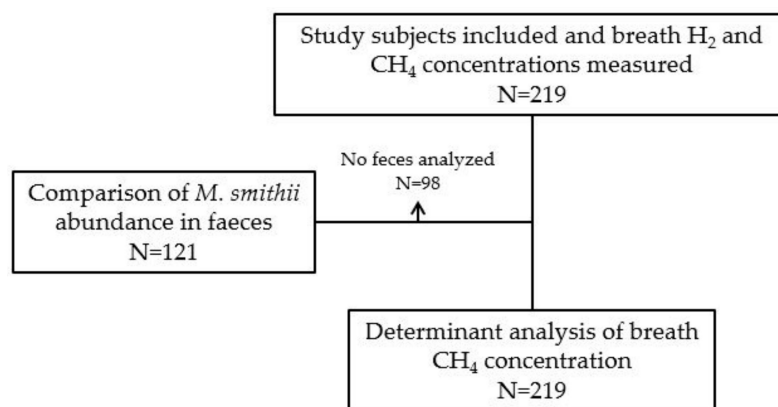 Study subjects included and breath H₂ and
CH₄ concentrations measured
N=219
No feces analyzed
N=98
Comparison of M. smithii
abundance in faeces
N=121
Determinant analysis of breath
CH₄ concentration
N=219